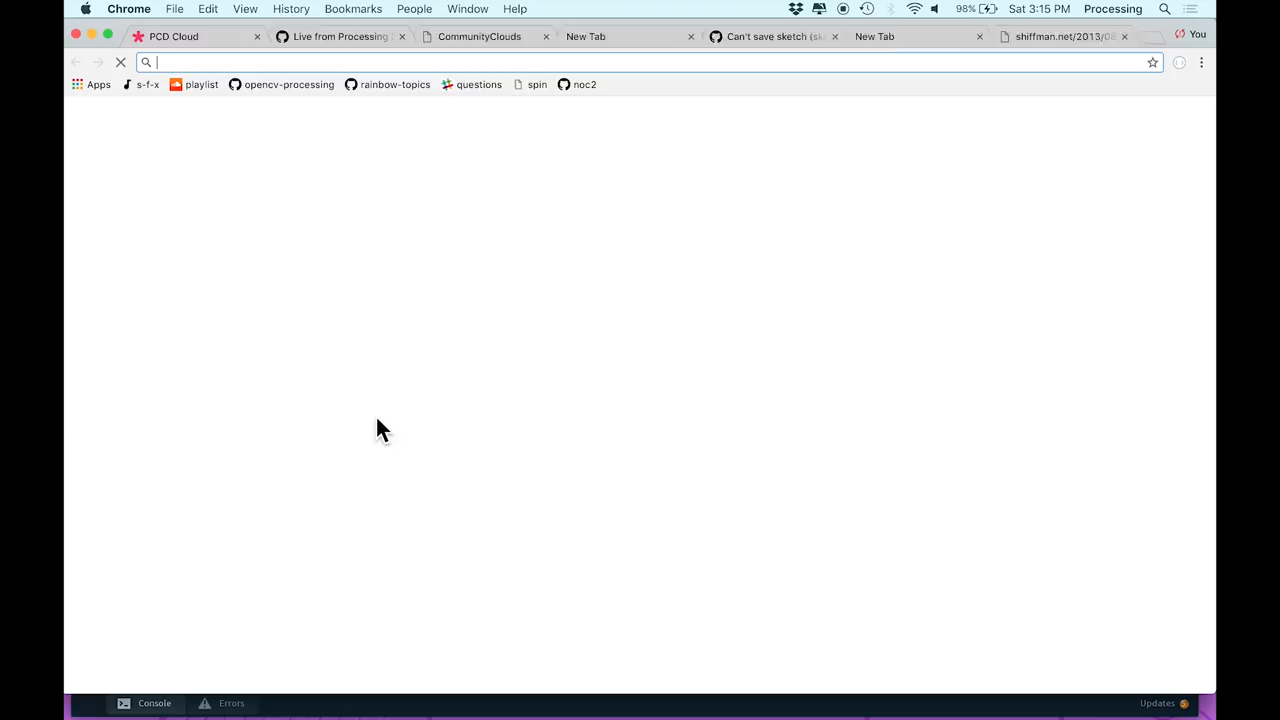 Chrome File Edit View History Bookmarks People Window Help 98% Sat 3:15 PM Processing
PCD Cloud Live from Processing CommunityClouds New Tab Can't save sketch (sk New Tab shiffman.net/2013/08 You
Apps s-f-x playlist opencv-processing rainbow-topics questions spin noc2
Console Errors Updates